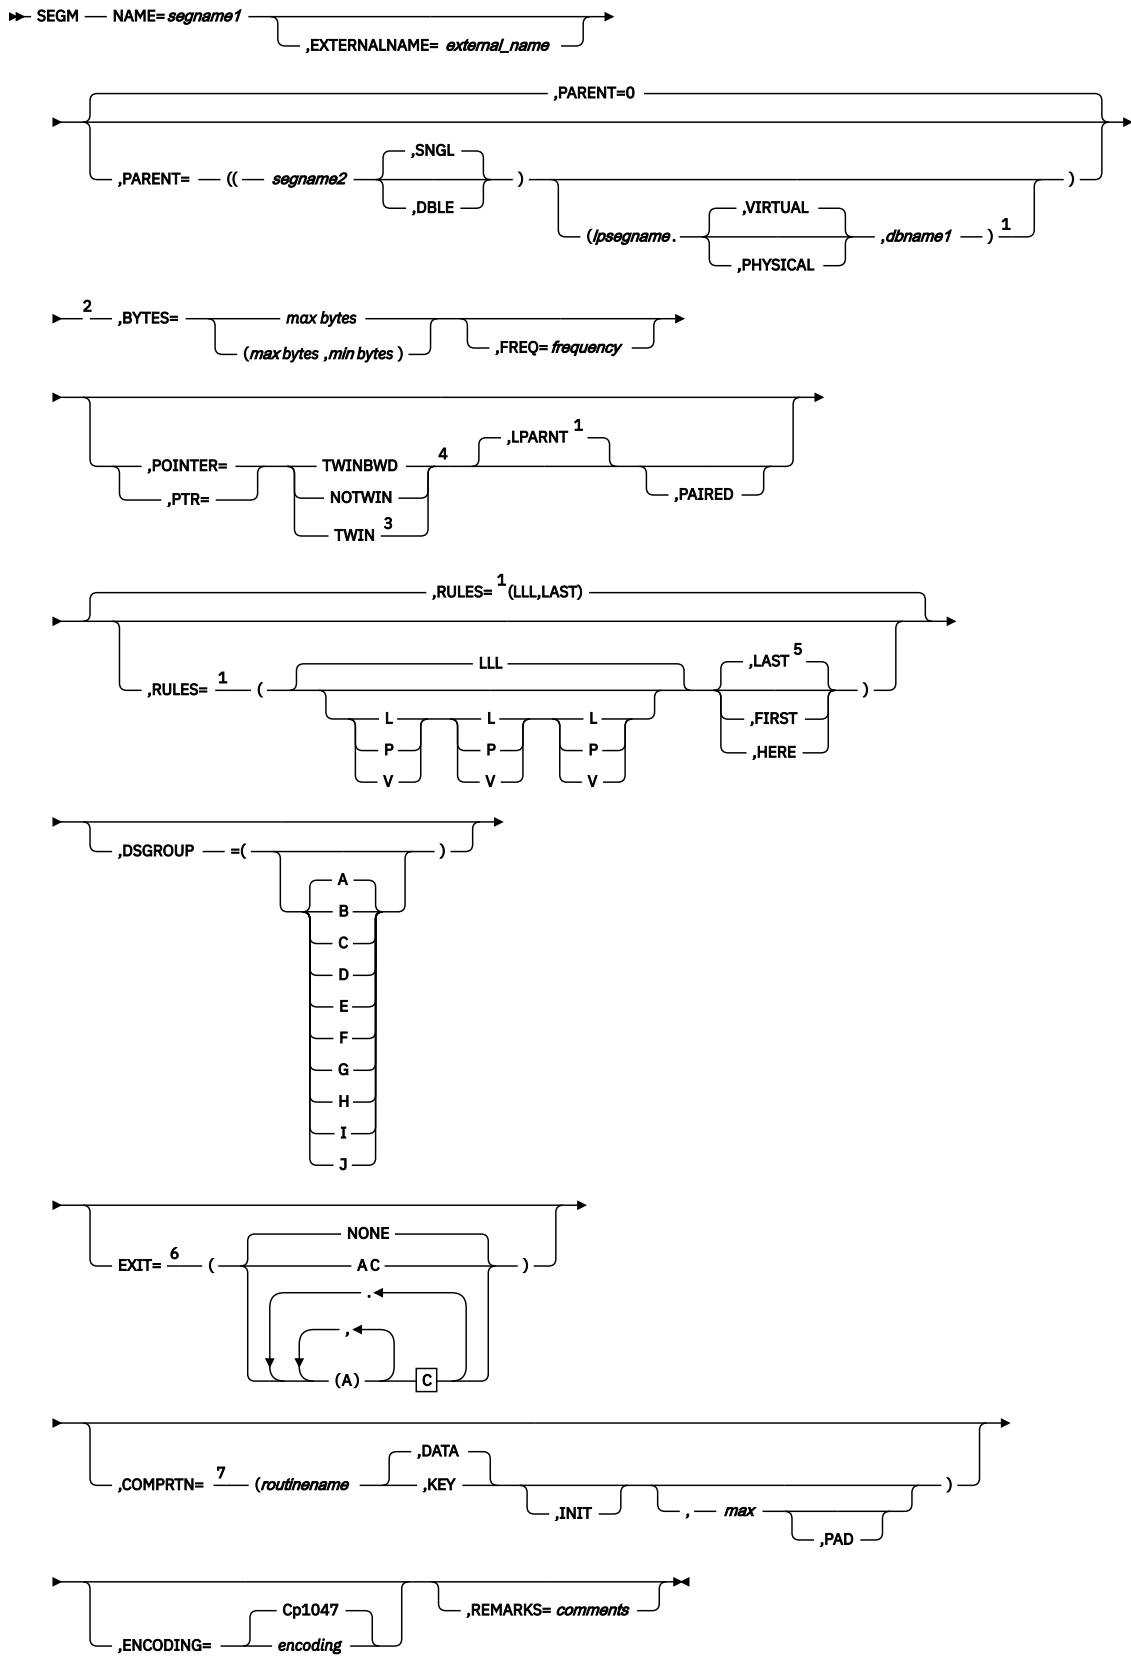 SEGM NAME= segname1
,EXTERNALNAME= external_name
,PARENT=0
,SNGL
,PARENT= (( segname2 ) )
,DBLE
,VIRTUAL
(lpsegname. ,dbname1 ) 1
,PHYSICAL
2 ,BYTES= max bytes
(max bytes ,min bytes )
,FREQ= frequency
,LPARNT 1
,POINTER= TWINBWD 4
,PTR= NOTWIN ,PAIRED
TWIN 3
,RULES= 1 (LLL,LAST)
LLL ,LAST 5
,RULES= 1 ( )
L L L ,FIRST
P P P ,HERE
V V V
,DSGROUP =( )
A
B
C
D
E
F
G
H
I
J
NONE
EXIT= 6 ( A C )
.
,
(A) C
,DATA
,COMPRTN= 7 (routinename ,KEY )
,INIT , max
,PAD
Cp1047
,REMARKS= comments
,ENCODING= encoding